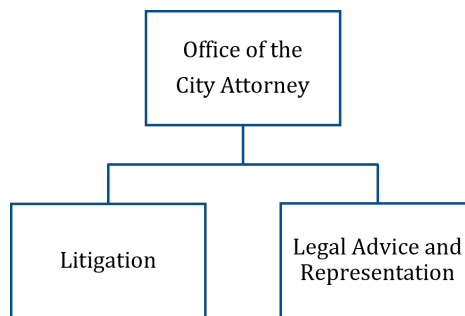 Office of the
City Attorney
Litigation
Legal Advice and
Representation